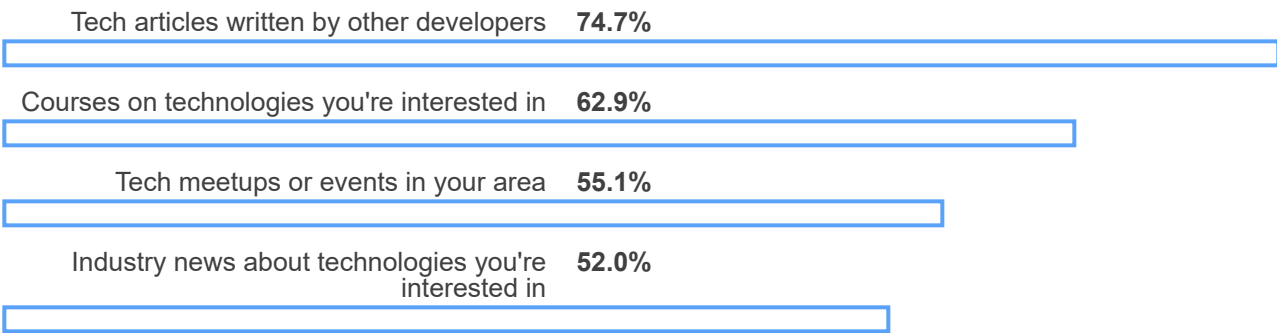 Tech articles written by other developers 74.7%
Courses on technologies you're interested in 62.9%
Tech meetups or events in your area 55.1%
Industry news about technologies you're 52.0%
interested in